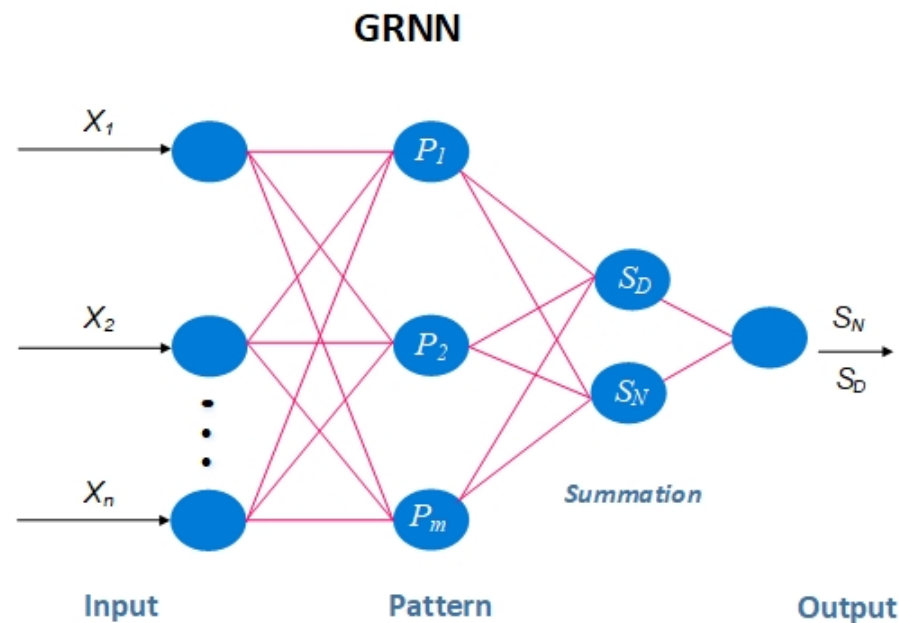 GRNN
X1
P1
SD
X2
P2
SN
SN
SD
Xn
Pm
Summation
Input Pattern Output